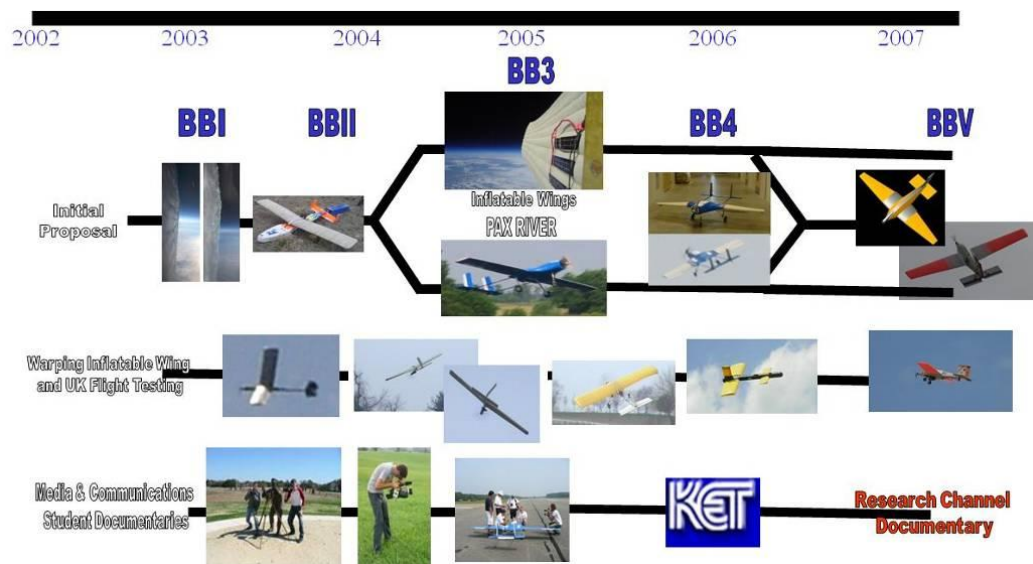 2002 2003 2004 2005 2006 2007
BB3
BBI BBII BB4 BBV
Initial
Proposal
Inflatable Wings
PAX RIVER
Warping Inflatable Wing
and UK Flight Testing
Media & Communications
Student Documentaries
KET
Research Channel
Documentary